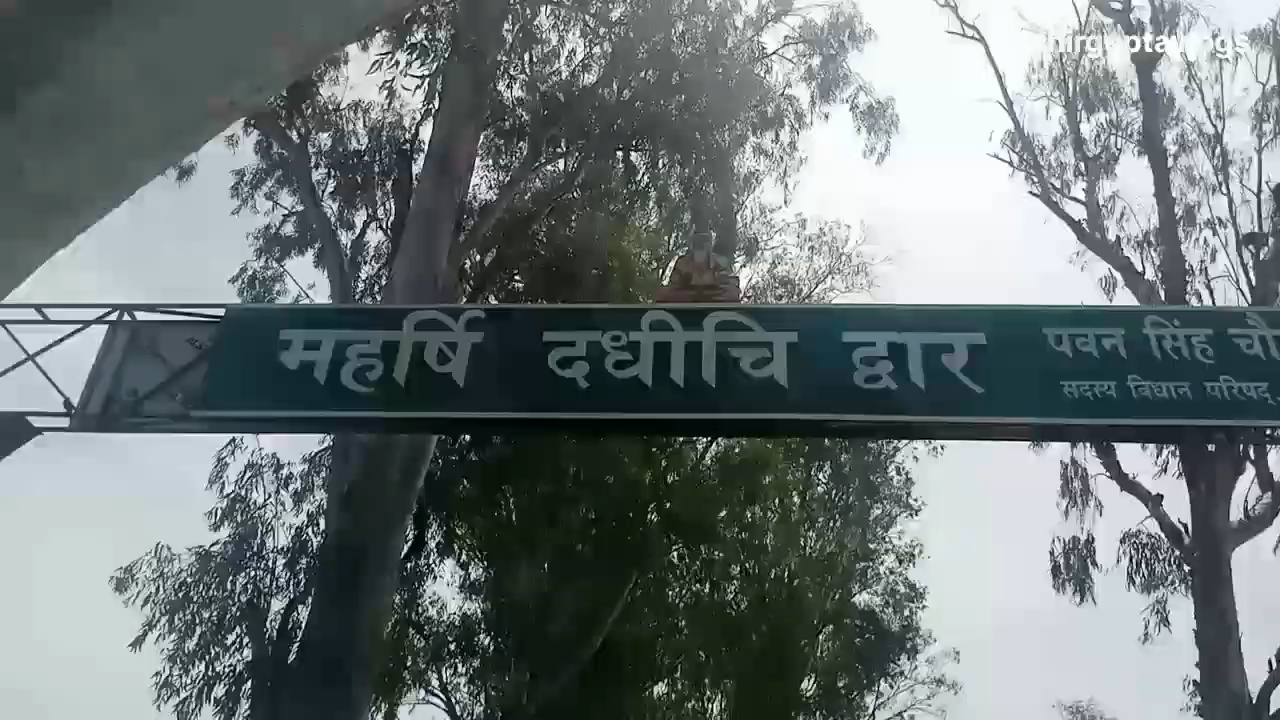 महर्षि दधीचि द्वार
पवन सिंह
सदस्य विधान परिषद्